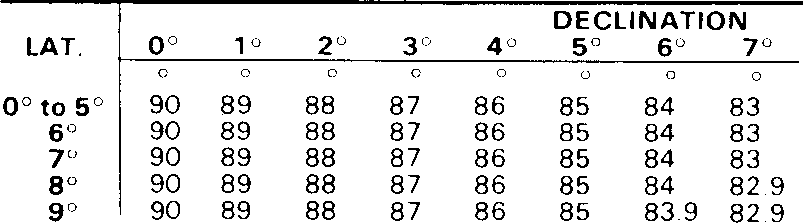 DECLINATION
LAT. 0° 1° 2° 3° 4° 5° 6° 7°
° ° ° ° ° ° ° °
0° to 5° 90 89 88 87 86 85 84 83
6° 90 89 88 87 86 85 84 83
7° 90 89 88 87 86 85 84 83
8° 90 89 88 87 86 85 84 82.9
9° 90 89 88 87 86 85 83.9 82.9